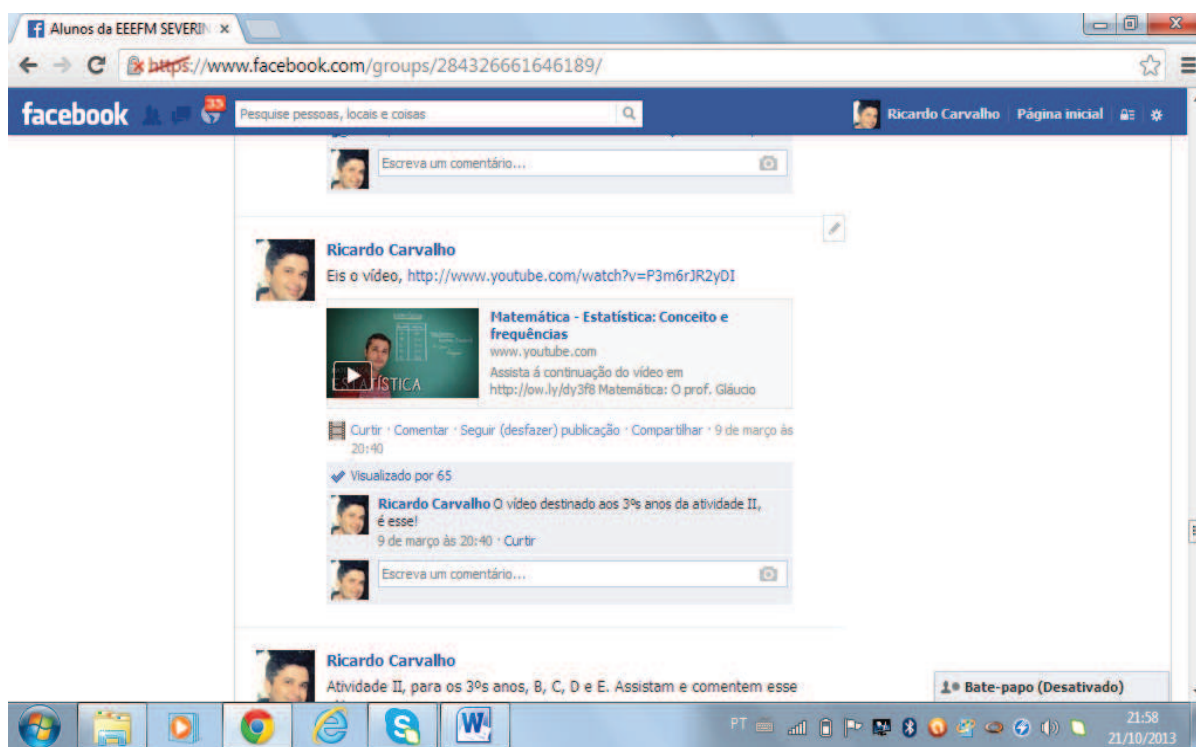 Alunos da EEEFM SEVERIN
https://www.facebook.com/groups/284326661646189/
facebook
35
Pesquise pessoas, locais e coisas
Ricardo Carvalho Página inicial
Escreva um comentário...
Ricardo Carvalho
Eis o vídeo, http://www.youtube.com/watch?v=P3m6rJR2yDI
ESTATÍSTICA
Matemática - Estatística: Conceito e
frequências
www.youtube.com
Assista á continuação do vídeo em
http://ow.ly/dy3f8 Matemática: O prof. Gláucio
Curtir · Comentar · Seguir (desfazer) publicação · Compartilhar · 9 de março às
20:40
Visualizado por 65
Ricardo Carvalho O vídeo destinado aos 3ºs anos da atividade II,
é esse!
9 de março às 20:40 · Curtir
Escreva um comentário...
Ricardo Carvalho
Atividade II, para os 3ºs anos, B, C, D e E. Assistam e comentem esse
Bate-papo (Desativado)
PT
21:58
21/10/2013